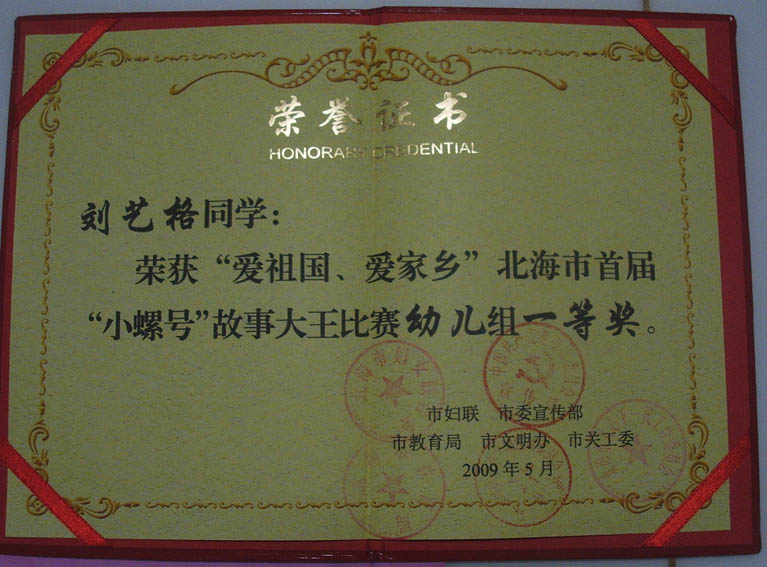 荣誉证书
HONORARY CREDENTIAL
刘艺格同学：
荣获“爱祖国、爱家乡”北海市首届
“小螺号”故事大王比赛幼儿组一等奖。
市妇联 市委宣传部
市教育局 市文明办 市关工委
2009年5月